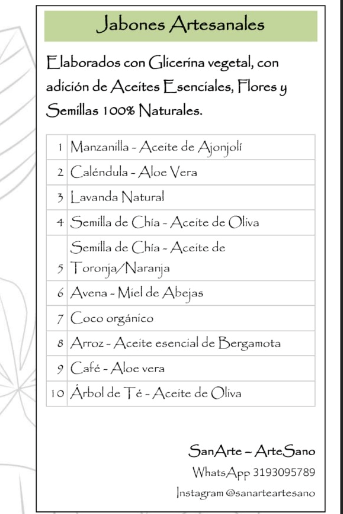 Jabones Artesanales
Elaborados con Glicerina vegetal, con
adición de Aceites Esenciales, Flores y
Semillas 100% Naturales.
1 Manzanilla - Aceite de Ajonjolí
2 Caléndula - Aloe Vera
3 Lavanda Natural
4 Semilla de Chía - Aceite de Oliva
Semilla de Chía - Aceite de
5 Toronja/Naranja
6 Avena - Miel de Abejas
7 Coco orgánico
8 Arroz - Aceite esencial de Bergamota
9 Café - Aloe vera
10 Árbol de Té - Aceite de Oliva
SanArte – ArteSano
WhatsApp 3193095789
Instagram @sanarteartesano